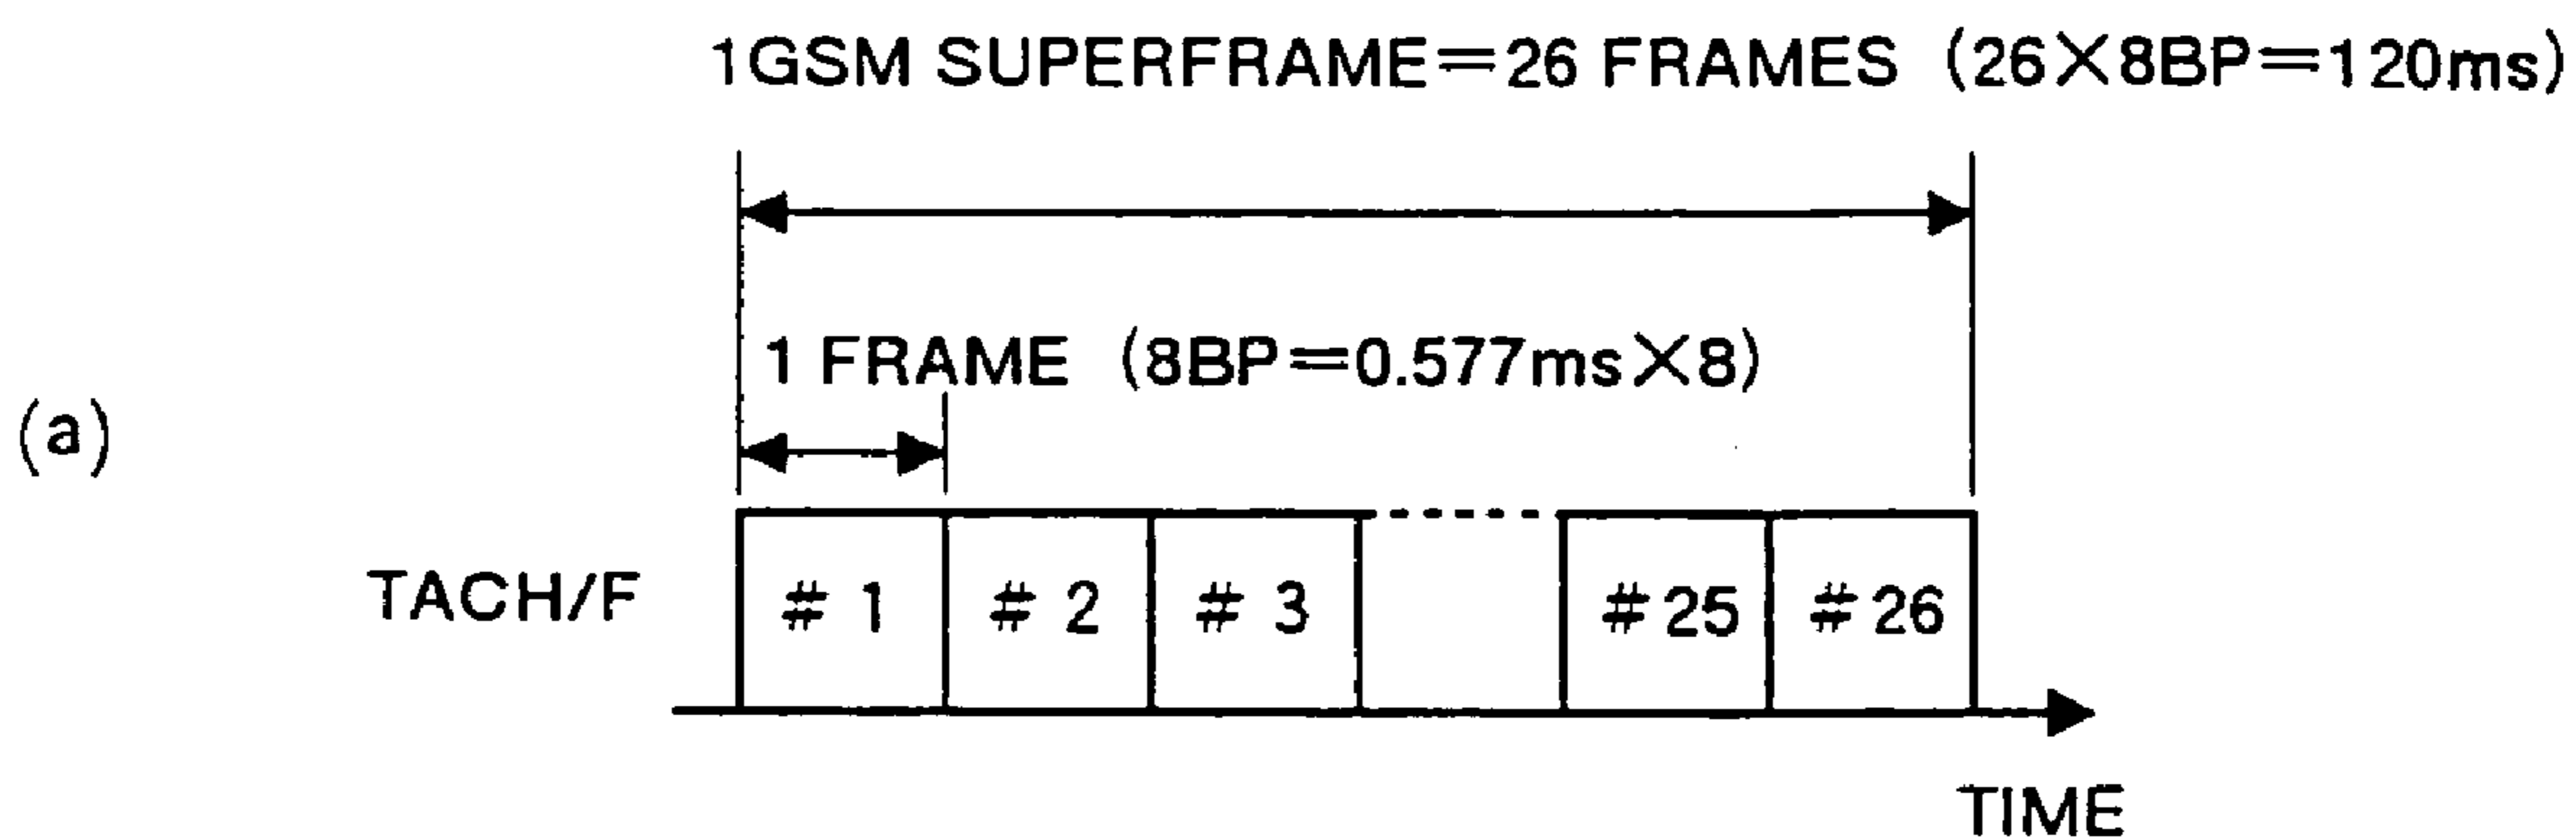 1GSM SUPERFRAME=26 FRAMES (26×8BP=120ms)
1 FRAME (8BP=0.577ms×8)
(a)
TACH/F # 1 # 2 # 3 # 25 # 26
TIME